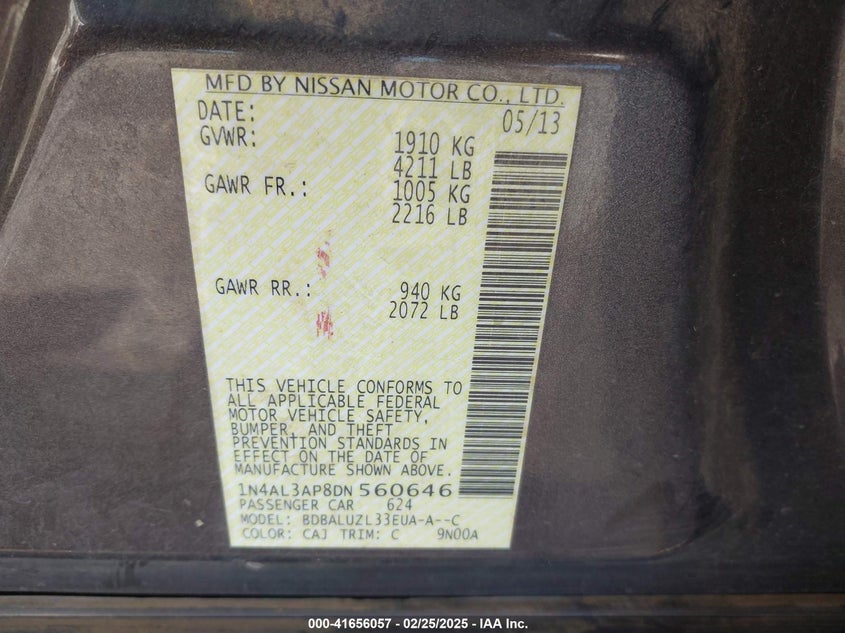 MFD BY NISSAN MOTOR CO., LTD.
DATE: 05/13
GVWR: 1910 KG
4211 LB
GAWR FR.: 1005 KG
2216 LB
GAWR RR.: 940 KG
2072 LB
THIS VEHICLE CONFORMS TO
ALL APPLICABLE FEDERAL
MOTOR VEHICLE SAFETY,
BUMPER, AND THEFT
PREVENTION STANDARDS IN
EFFECT ON THE DATE OF
MANUFACTURE SHOWN ABOVE.
1N4AL3AP8DN 560646
PASSENGER CAR 624
MODEL: BDBALUZL33EUA-A--C
COLOR: CAJ TRIM: C 9N00A
000-41656057 - 02/25/2025 - IAA Inc.